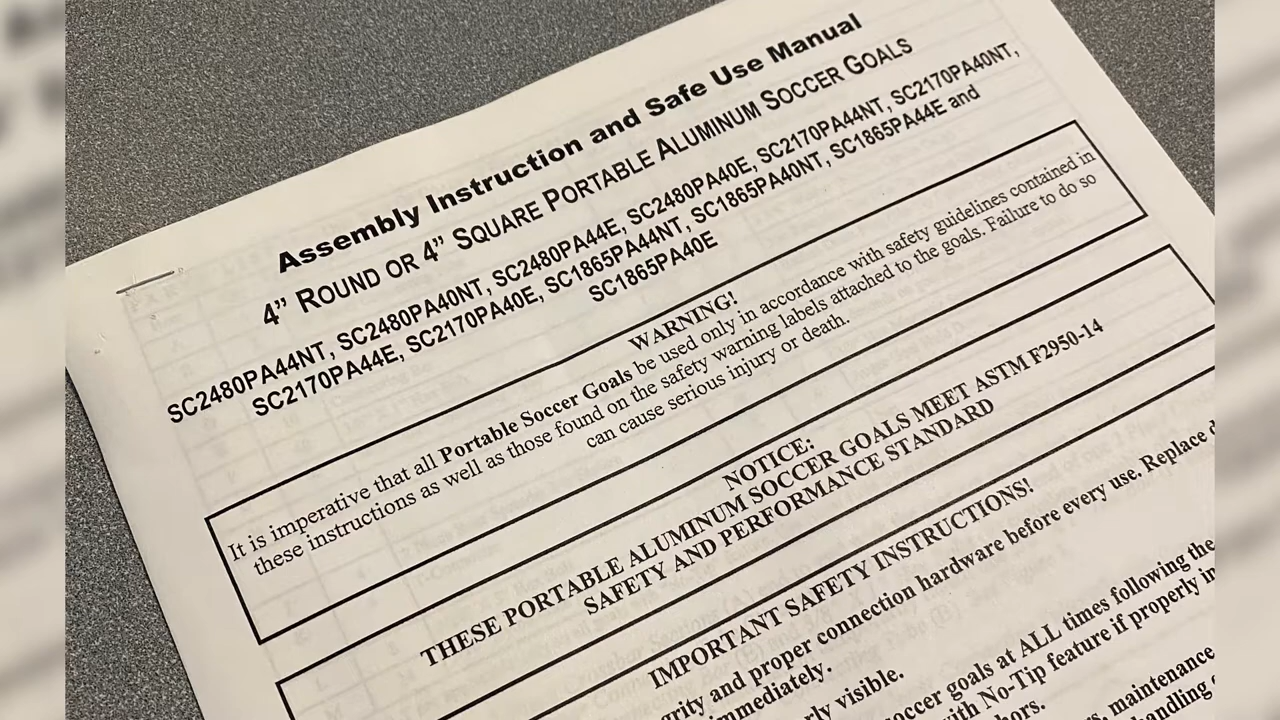 Assembly Instruction and Safe Use Manual
4” ROUND OR 4” SQUARE PORTABLE ALUMINUM SOCCER GOALS
SC2480PA44NT, SC2480PA40NT, SC2480PA44E, SC2480PA40E, SC2170PA44NT, SC2170PA40NT,
SC2170PA44E, SC2170PA40E, SC1865PA44NT, SC1865PA40NT, SC1865PA44E and
SC1865PA40E
WARNING!
It is imperative that all Portable Soccer Goals be used only in accordance with safety guidelines contained in
these instructions as well as those found on the safety warning labels attached to the goals. Failure to do so
can cause serious injury or death.
NOTICE:
THESE PORTABLE ALUMINUM SOCCER GOALS MEET ASTM F2950-14
SAFETY AND PERFORMANCE STANDARD
IMPORTANT SAFETY INSTRUCTIONS!
and proper connection hardware before every use. Replace
immediately.
visible.
soccer goals at ALL times following the
with No-Tip feature if properly in
maintenance